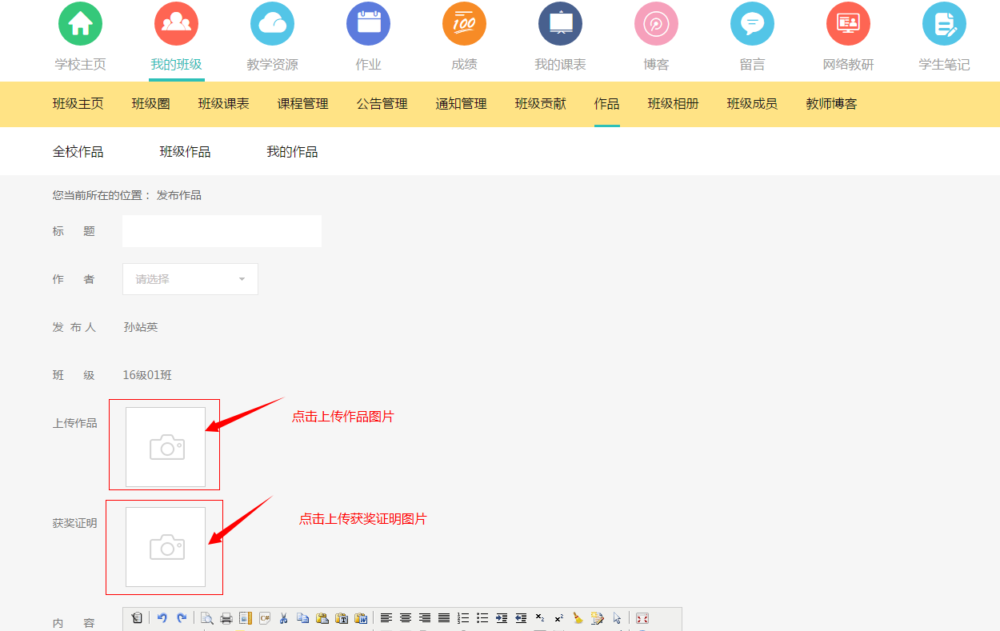 100
学校主页 我的班级 教学资源 作业 成绩 我的课表 博客 留言 网络教研 学生笔记
班级主页 班级圈 班级课表 课程管理 公告管理 通知管理 班级贡献 作品 班级相册 班级成员 教师博客
全校作品 班级作品 我的作品
您当前所在的位置： 发布作品
标 题
作 者 请选择
发 布 人 孙站英
班 级 16级01班
上传作品 点击上传作品图片
获奖证明 点击上传获奖证明图片
内 容